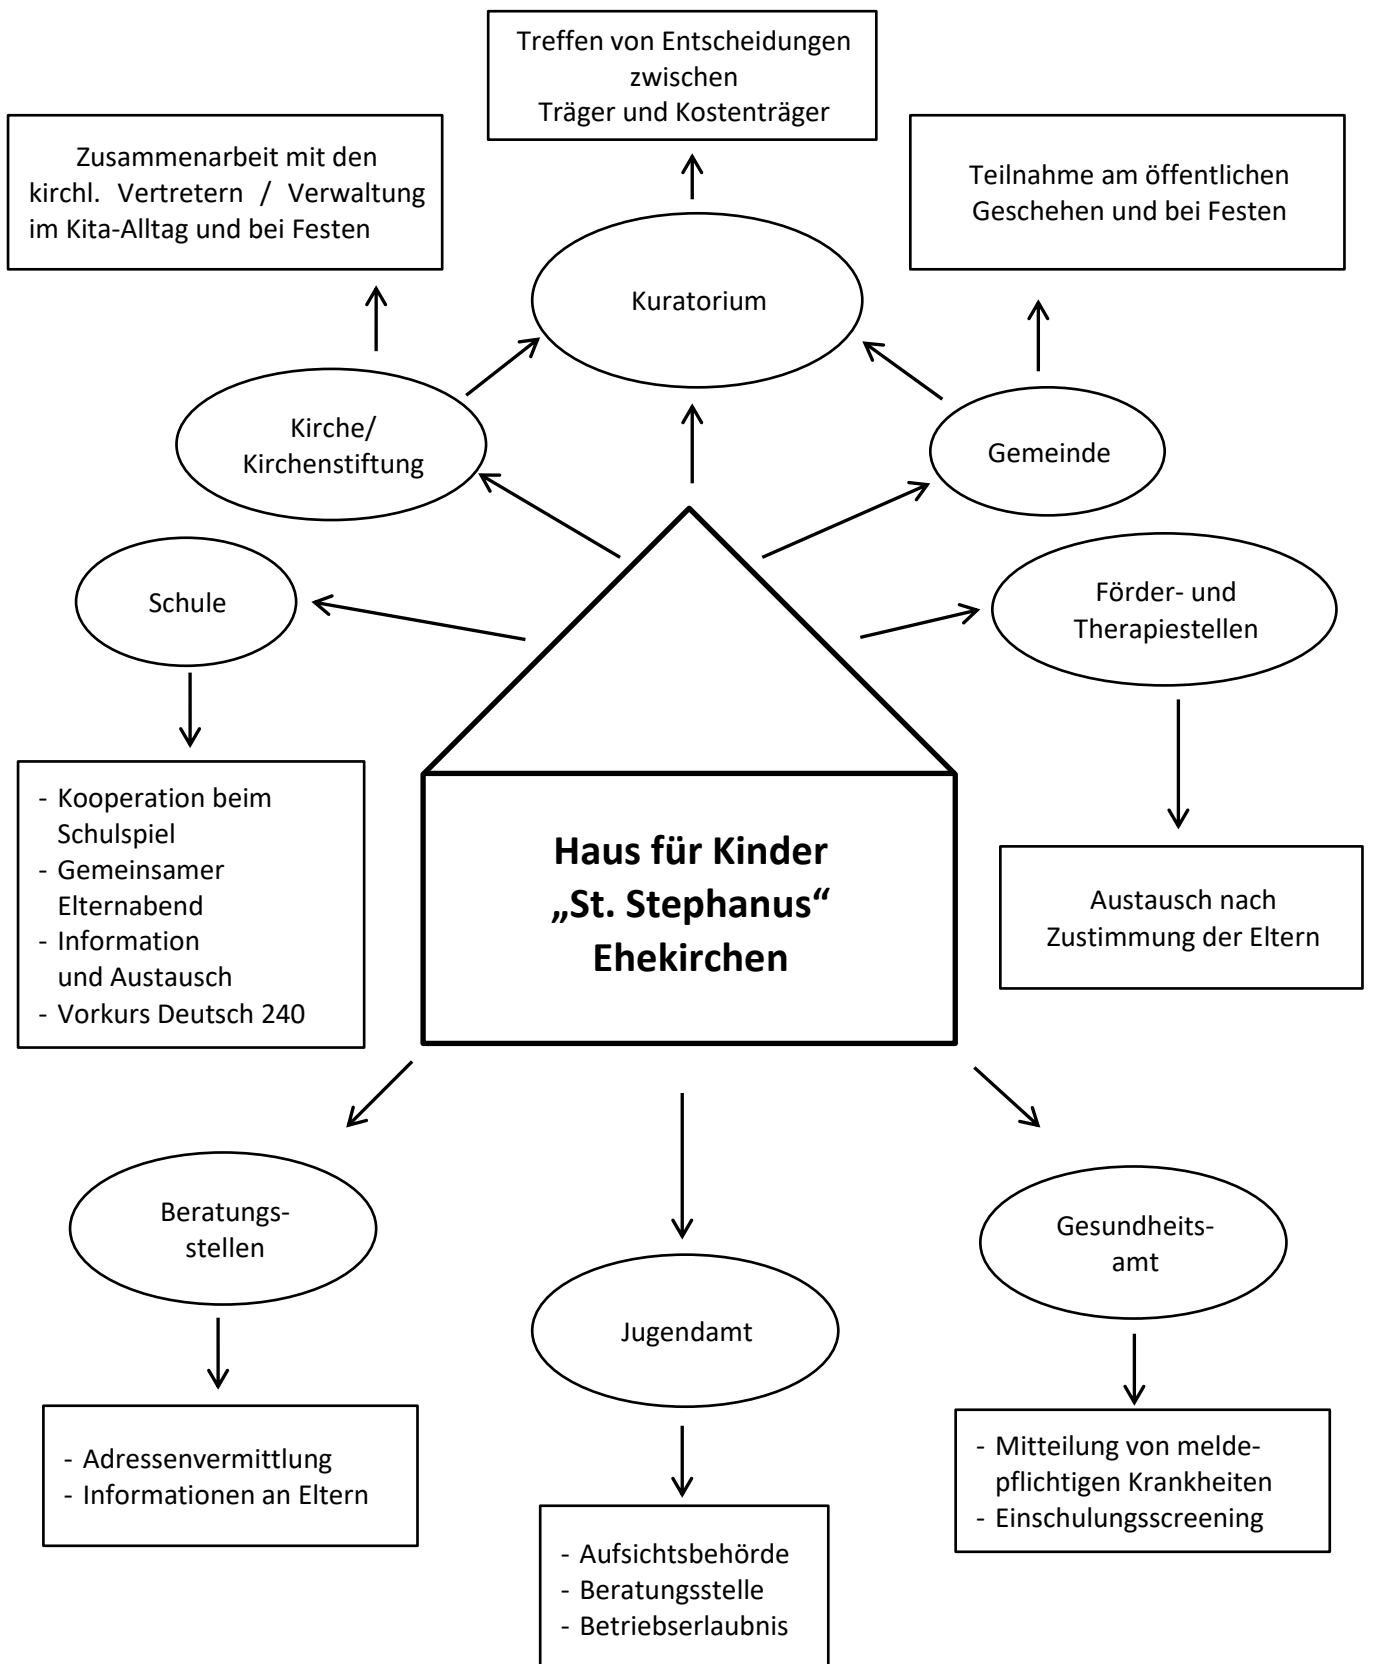 Treffen von Entscheidungen
zwischen
Träger und Kostenträger
Zusammenarbeit mit den
kirchl. Vertretern / Verwaltung
im Kita-Alltag und bei Festen
Teilnahme am öffentlichen
Geschehen und bei Festen
Kuratorium
Kirche/
Kirchenstiftung
Gemeinde
Schule
Förder- und
Therapiestellen
- Kooperation beim
Schulspiel
- Gemeinsamer
Elternabend
- Information
und Austausch
- Vorkurs Deutsch 240
Haus für Kinder
„St. Stephanus“
Ehekirchen
Austausch nach
Zustimmung der Eltern
Beratungs-
stellen
Jugendamt
Gesundheits-
amt
- Adressenvermittlung
- Informationen an Eltern
- Aufsichtsbehörde
- Beratungsstelle
- Betriebserlaubnis
- Mitteilung von melde-
pflichtigen Krankheiten
- Einschulungsscreening